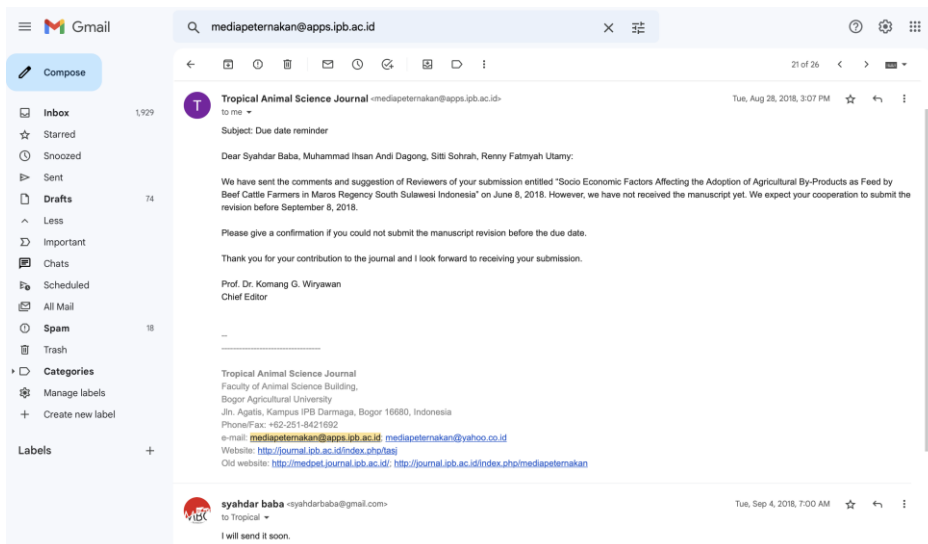 Gmail
mediapeternakan@apps.ipb.ac.id
Compose
21 of 26
Inbox 1,929
Starred
Snoozed
Sent
Drafts 74
Less
Important
Chats
Scheduled
All Mail
Spam 18
Trash
Categories
Manage labels
Create new label
Labels
T
Tropical Animal Science Journal <mediapeternakan@apps.ipb.ac.id>
Tue, Aug 28, 2018, 3:07 PM
to me
Subject: Due date reminder
Dear Syahdar Baba, Muhammad Ihsan Andi Dagong, Sitti Sohrah, Renny Fatmyah Utamy:
We have sent the comments and suggestion of Reviewers of your submission entitled "Socio Economic Factors Affecting the Adoption of Agricultural By-Products as Feed by
Beef Cattle Farmers in Maros Regency South Sulawesi Indonesia" on June 8, 2018. However, we have not received the manuscript yet. We expect your cooperation to submit the
revision before September 8, 2018.
Please give a confirmation if you could not submit the manuscript revision before the due date.
Thank you for your contribution to the journal and I look forward to receiving your submission.
Prof. Dr. Komang G. Wiryawan
Chief Editor
--
--------------------------------
Tropical Animal Science Journal
Faculty of Animal Science Building,
Bogor Agricultural University
Jln. Agatis, Kampus IPB Darmaga, Bogor 16680, Indonesia
Phone/Fax: +62-251-8421692
e-mail: mediapeternakan@apps.ipb.ac.id; mediapeternakan@yahoo.co.id
Website: http://journal.ipb.ac.id/index.php/tasj
Old website: http://medpet.journal.ipb.ac.id/; http://journal.ipb.ac.id/index.php/mediapeternakan
syahdar baba <syahdarbaba@gmail.com>
Tue, Sep 4, 2018, 7:00 AM
to Tropical
I will send it soon.